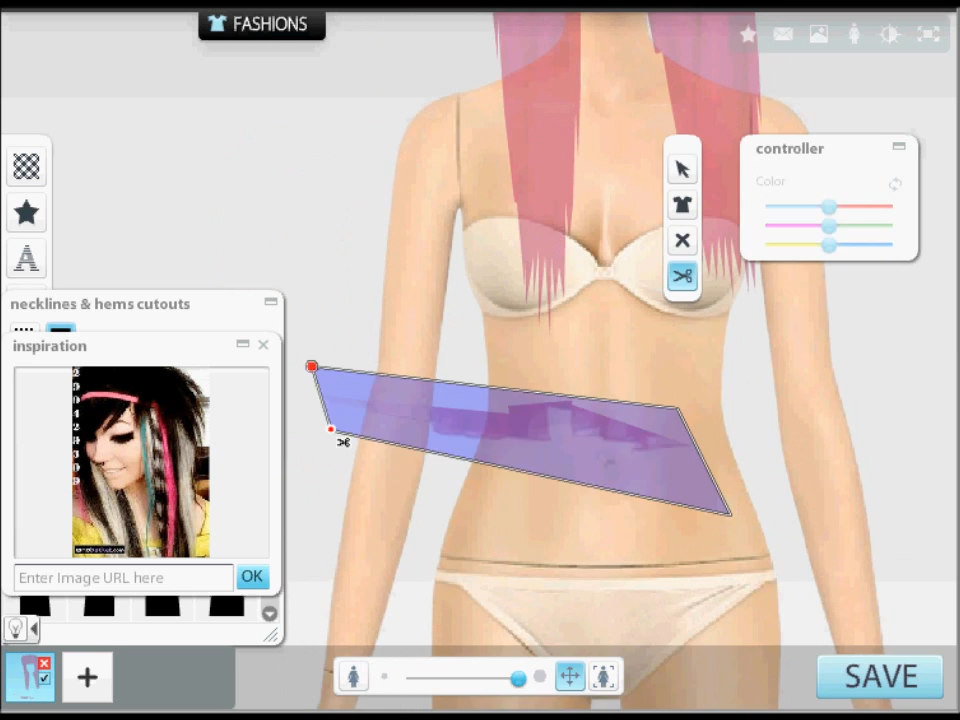 FASHIONS
controller
Color
necklines & hems cutouts
inspiration
Enter Image URL here
OK
A
SAVE